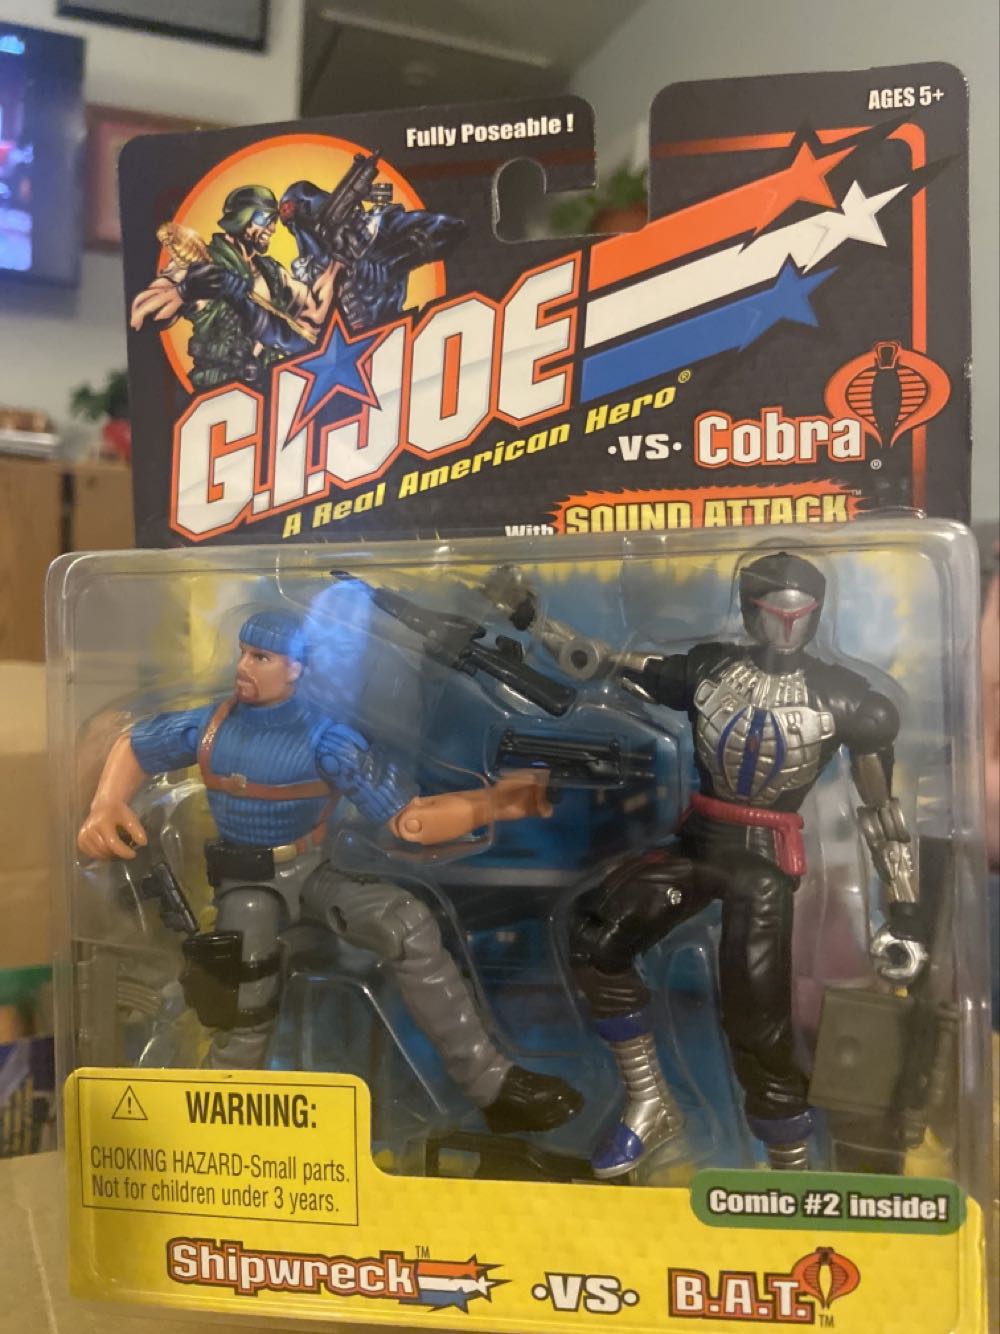 Fully Poseable!
AGES 5+
G.I. JOE
A Real American Hero®
•vs• Cobra®
With SOUND ATTACK™
⚠ WARNING:
CHOKING HAZARD-Small parts.
Not for children under 3 years.
Comic #2 inside!
Shipwreck™ •vs• B.A.T.™